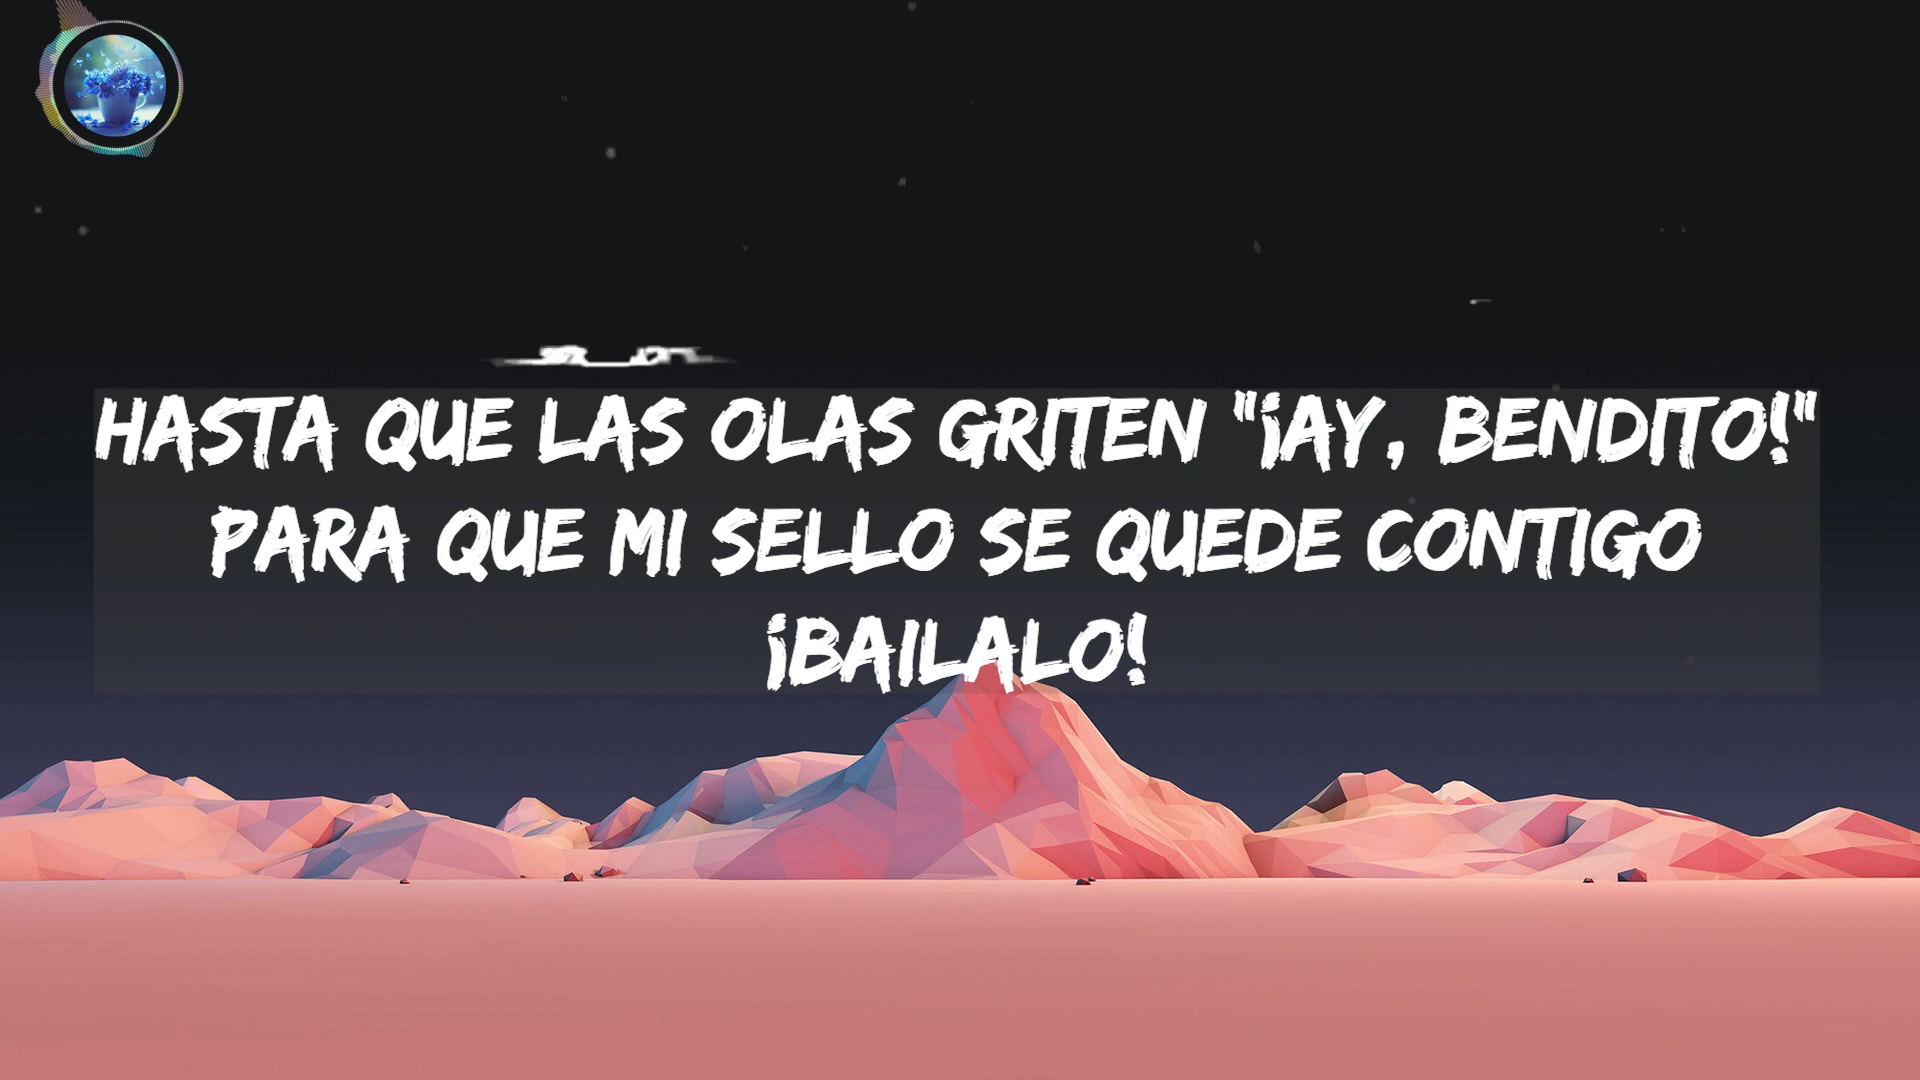 HASTA QUE LAS OLAS GRITEN "¡AY, BENDITO!"
PARA QUE MI SELLO SE QUEDE CONTIGO
¡BAILALO!